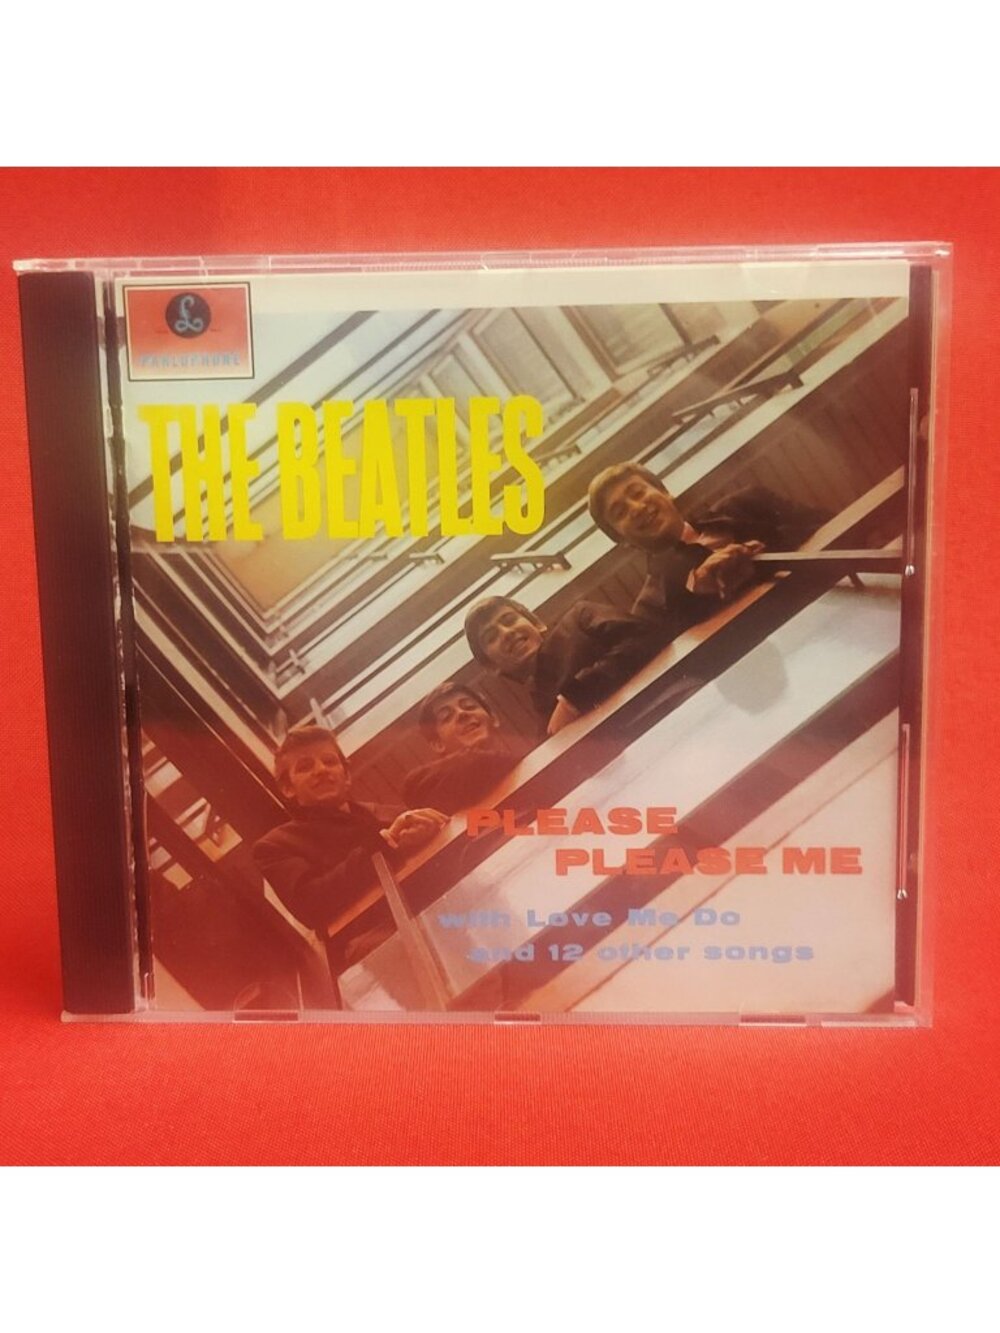 £
PARLOPHONE
THE BEATLES
PLEASE
PLEASE ME
with Love Me Do
and 12 other songs